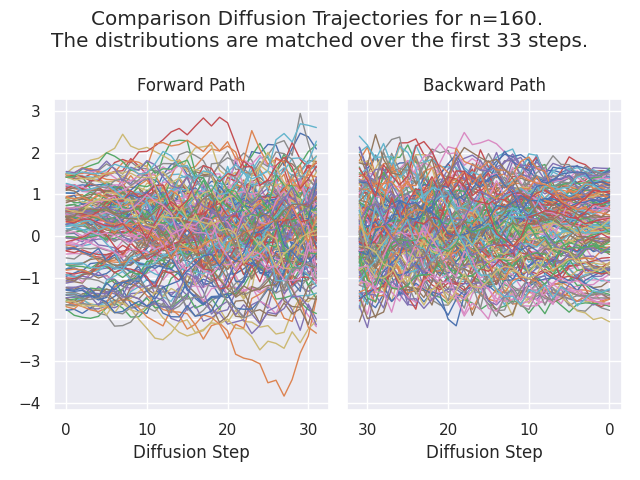 Comparison Diffusion Trajectories for n=160.
The distributions are matched over the first 33 steps.
Forward Path
Backward Path
3
2
1
0
−1
−2
−3
−4
0 10 20 30
30 20 10 0
Diffusion Step
Diffusion Step